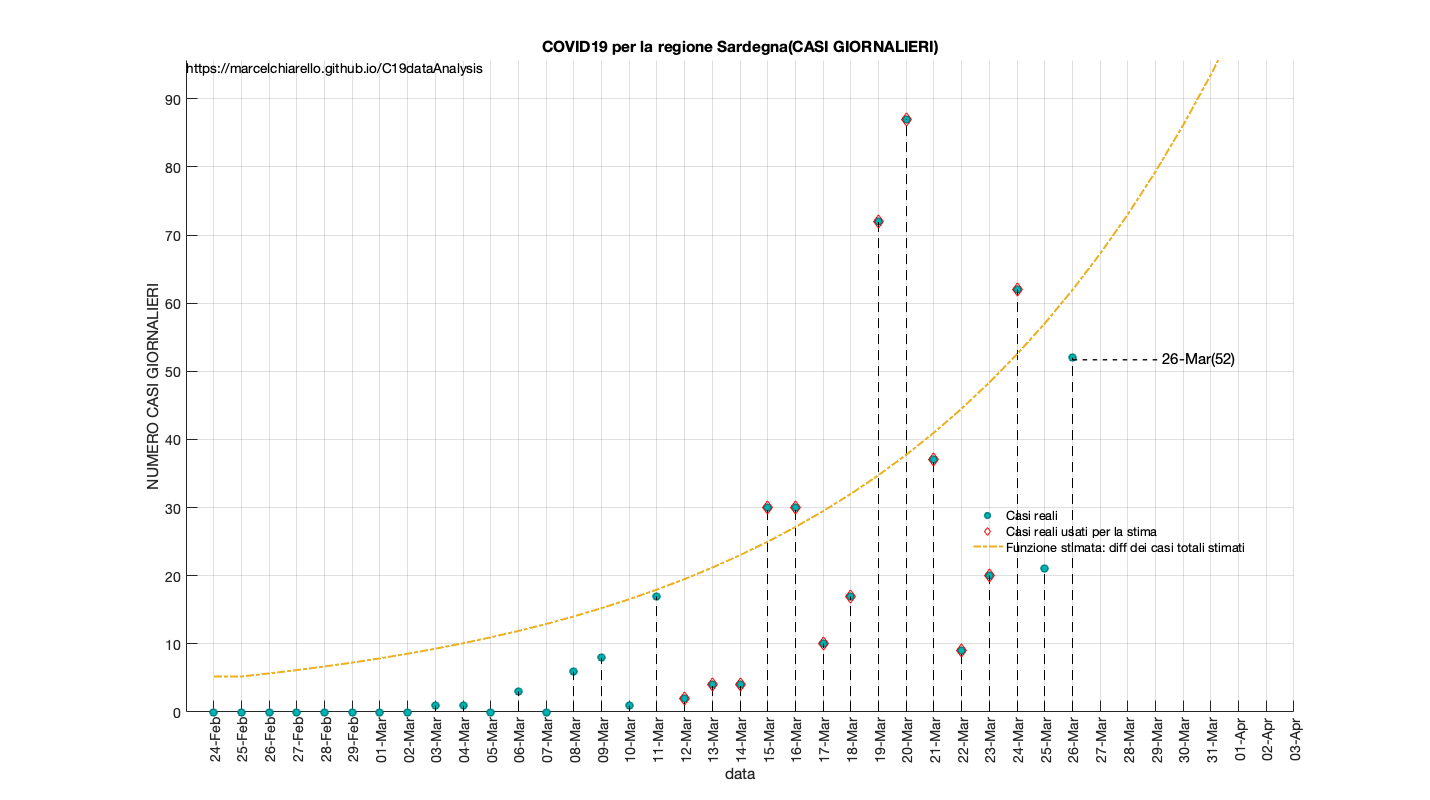 COVID19 per la regione Sardegna(CASI GIORNALIERI)
https://marcelchiarello.github.io/C19dataAnalysis
NUMERO CASI GIORNALIERI
90
80
70
60
50
40
30
20
10
0
26-Mar(52)
Casi reali
Casi reali usati per la stima
Funzione stimata: diff dei casi totali stimati
24-Feb
25-Feb
26-Feb
27-Feb
28-Feb
29-Feb
01-Mar
02-Mar
03-Mar
04-Mar
05-Mar
06-Mar
07-Mar
08-Mar
09-Mar
10-Mar
11-Mar
12-Mar
13-Mar
14-Mar
15-Mar
16-Mar
17-Mar
18-Mar
19-Mar
20-Mar
21-Mar
22-Mar
23-Mar
24-Mar
25-Mar
26-Mar
27-Mar
28-Mar
29-Mar
30-Mar
31-Mar
01-Apr
02-Apr
03-Apr
data